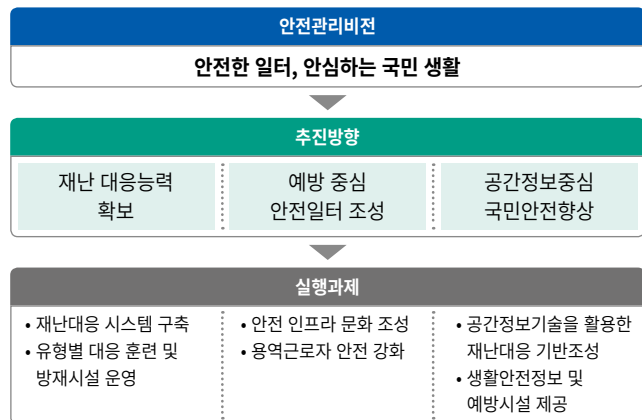 안전관리비전
안전한 일터, 안심하는 국민 생활
추진방향
재난 대응능력
확보
예방 중심
안전일터 조성
공간정보중심
국민안전향상
실행과제
• 재난대응 시스템 구축
• 유형별 대응 훈련 및
방재시설 운영
• 안전 인프라 문화 조성
• 용역근로자 안전 강화
• 공간정보기술을 활용한
재난대응 기반조성
• 생활안전정보 및
예방시설 제공